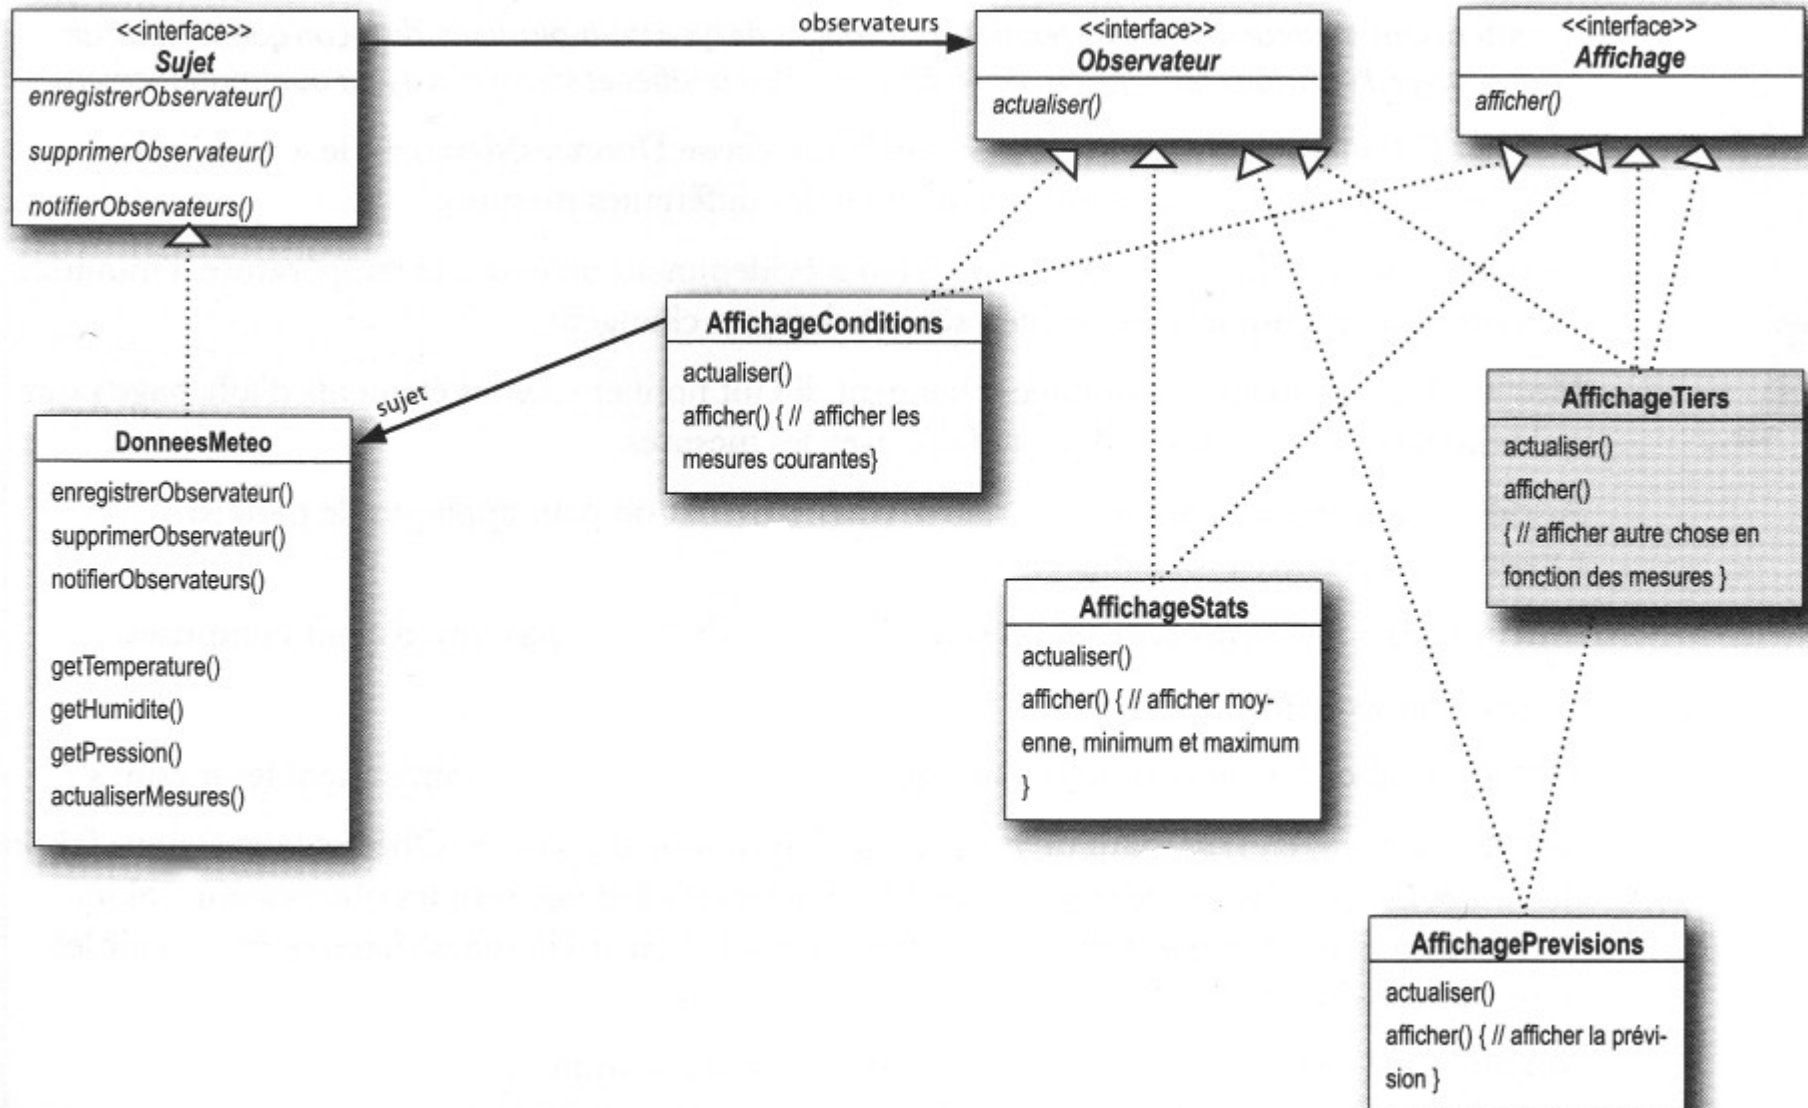 <<interface>>
Sujet
enregistrerObservateur()
supprimerObservateur()
notifierObservateurs()
observateurs
<<interface>>
Observateur
actualiser()
<<interface>>
Affichage
afficher()
AffichageConditions
actualiser()
afficher() { // afficher les
mesures courantes}
sujet
DonneesMeteo
enregistrerObservateur()
supprimerObservateur()
notifierObservateurs()
getTemperature()
getHumidite()
getPression()
actualiserMesures()
AffichageTiers
actualiser()
afficher()
{ // afficher autre chose en
fonction des mesures }
AffichageStats
actualiser()
afficher() { // afficher moy-
enne, minimum et maximum
}
AffichagePrevisions
actualiser()
afficher() { // afficher la prévi-
sion }